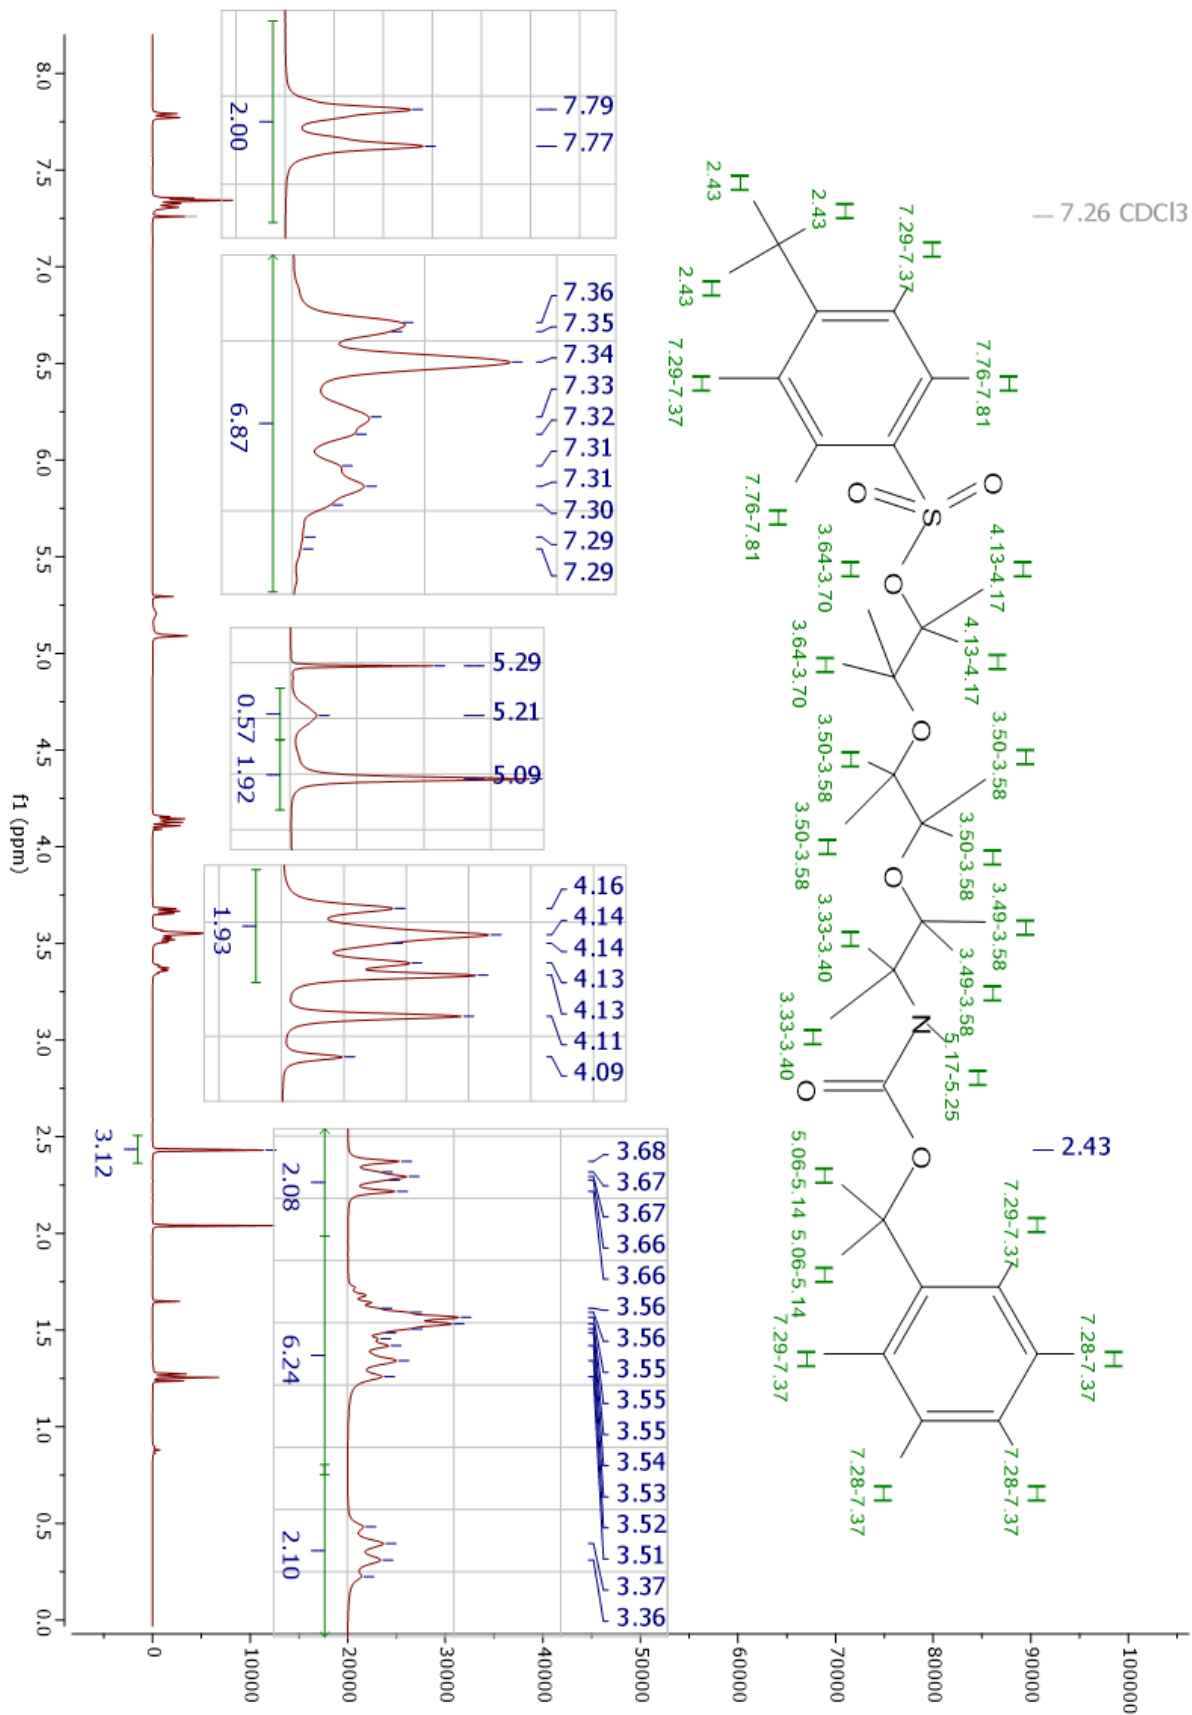 7.26 CDCl3
2.43
7.79
7.77
2.00
7.36
7.35
7.34
7.33
7.32
7.31
7.31
7.30
7.29
7.29
6.87
5.29
5.21
5.09
0.57
1.92
4.16
4.14
4.14
4.13
4.13
4.11
4.09
1.93
3.68
3.67
3.67
3.66
3.66
3.56
3.56
3.55
3.55
3.55
3.54
3.53
3.52
3.51
3.37
3.36
2.08
6.24
2.10
3.12
H
2.43
H
2.43
H
2.43
H
7.29-7.37
H
7.29-7.37
H
7.76-7.81
H
7.76-7.81
O
O
S
O
H
4.13-4.17
H
4.13-4.17
H
3.64-3.70
H
3.64-3.70
O
H
3.50-3.58
H
3.50-3.58
H
3.50-3.58
H
3.50-3.58
O
H
3.49-3.58
H
3.49-3.58
H
3.33-3.40
H
3.33-3.40
N
H
5.17-5.25
O
O
H
5.06-5.14
H
5.06-5.14
H
7.29-7.37
H
7.29-7.37
H
7.28-7.37
H
7.28-7.37
H
7.28-7.37
8.0
7.5
7.0
6.5
6.0
5.5
5.0
4.5
4.0
3.5
3.0
2.5
2.0
1.5
1.0
0.5
0.0
f1 (ppm)
0
10000
20000
30000
40000
50000
60000
70000
80000
90000
100000